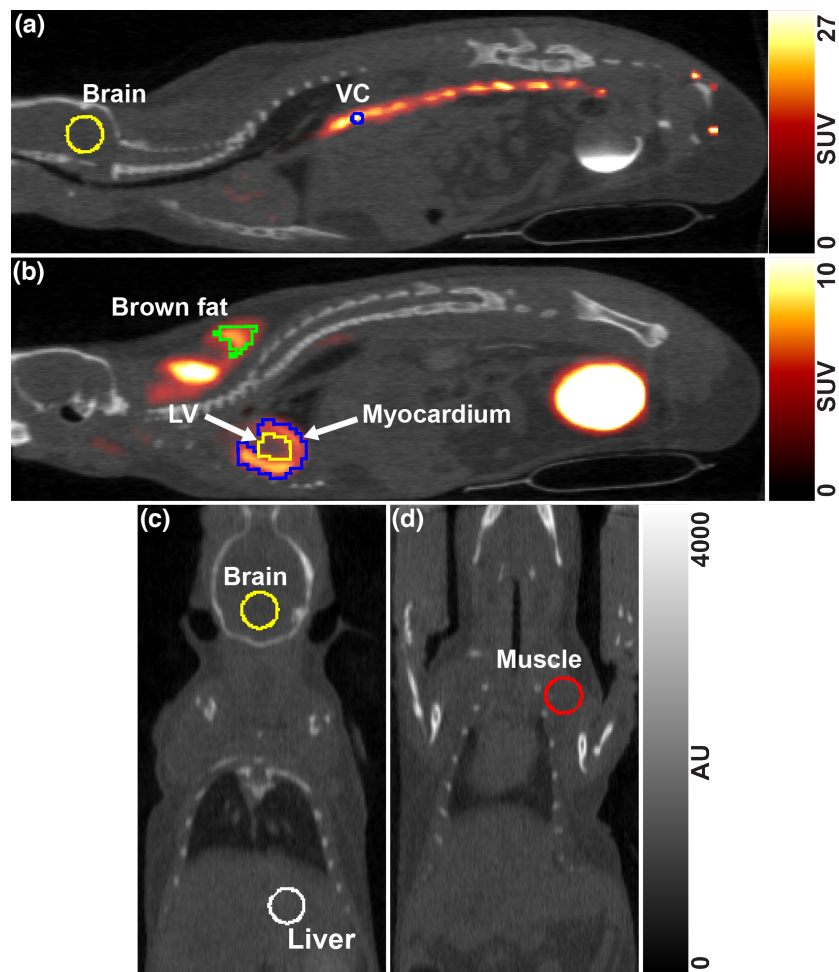 (a)
Brain
VC
27
SUV
0
(b)
Brown fat
LV
Myocardium
10
SUV
0
(c)
Brain
Liver
(d)
Muscle
4000
AU
0